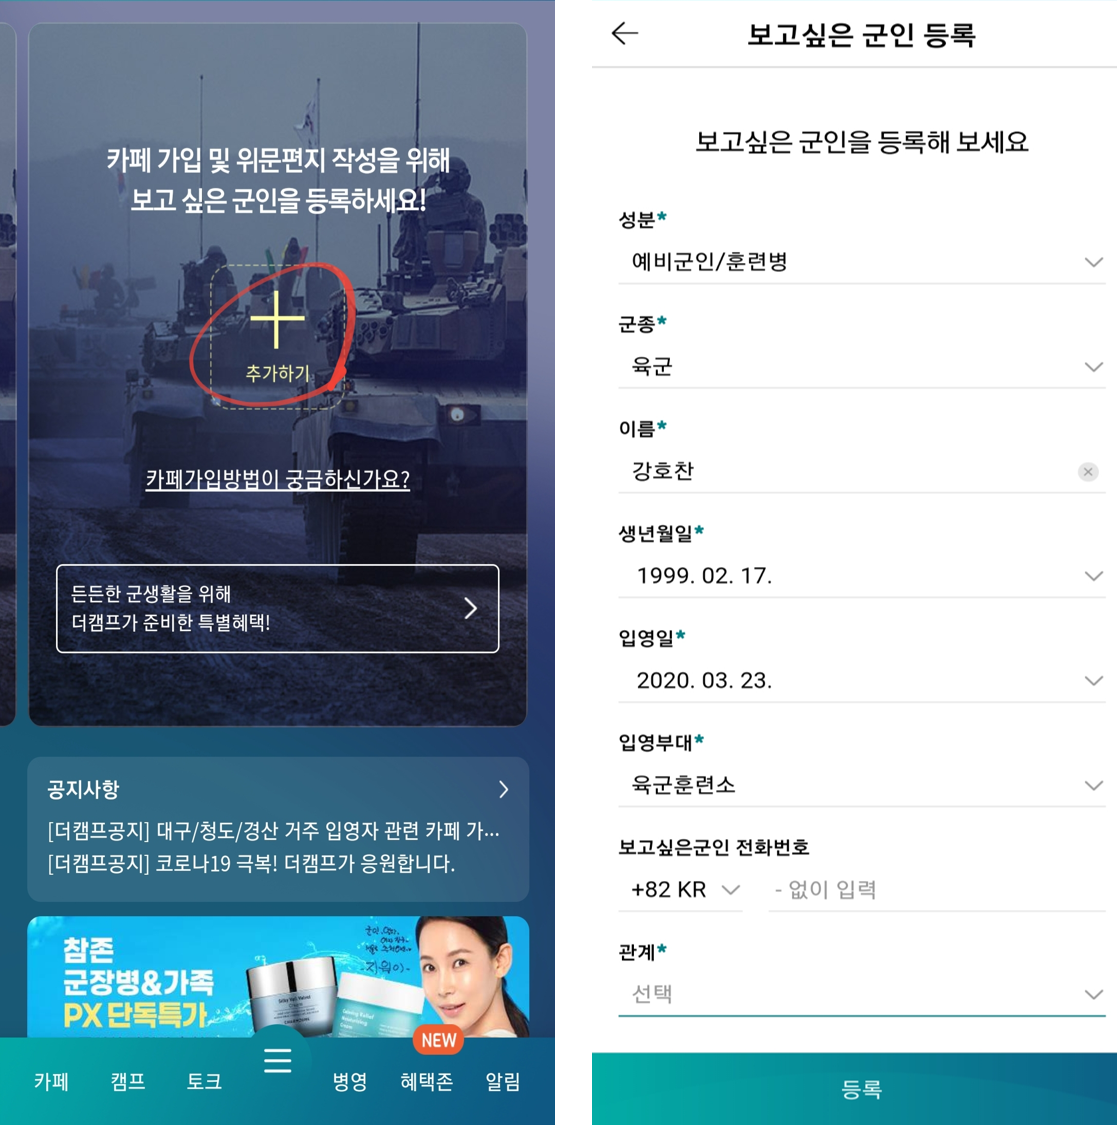 카페 가입 및 위문편지 작성을 위해
보고 싶은 군인을 등록하세요!
추가하기
카페가입방법이 궁금하신가요?
든든한 군생활을 위해
더캠프가 준비한 특별혜택!
공지사항
[더캠프공지] 대구/청도/경산 거주 입영자 관련 카페 가...
[더캠프공지] 코로나19 극복! 더캠프가 응원합니다.
참존
군장병&가족
PX 단독특가
NEW
카페
캠프
토크
병영
혜택존
알림
보고싶은 군인 등록
보고싶은 군인을 등록해 보세요
성분*
예비군인/훈련병
군종*
육군
이름*
강호찬
생년월일*
1999. 02. 17.
입영일*
2020. 03. 23.
입영부대*
육군훈련소
보고싶은군인 전화번호
+82 KR - 없이 입력
관계*
선택
등록